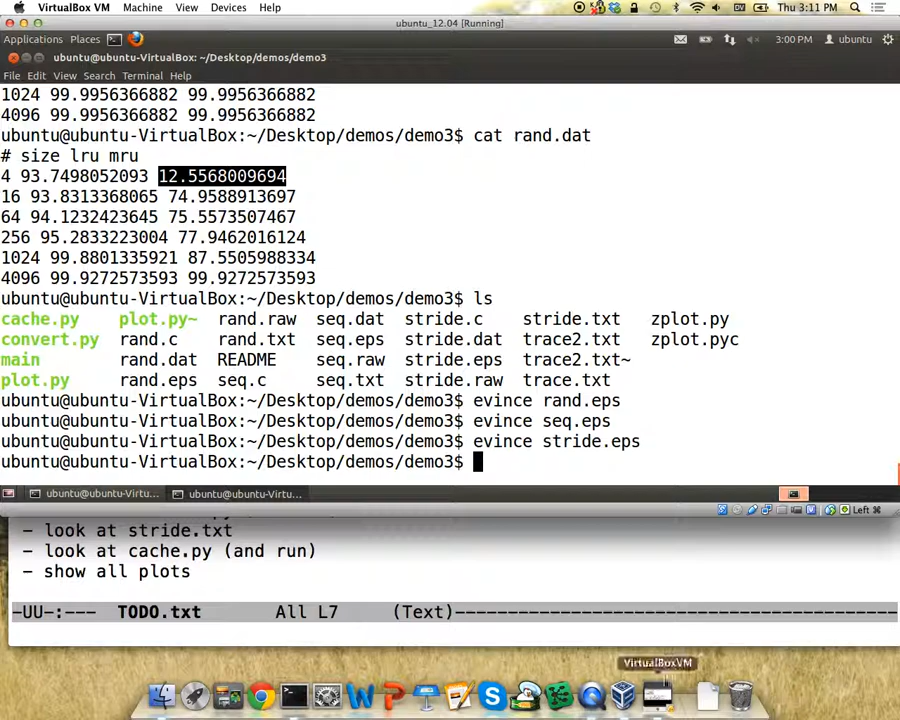 VirtualBox VM Machine View Devices Help Thu 3:11 PM
ubuntu_12.04 [Running]
Applications Places 3:00 PM ubuntu
ubuntu@ubuntu-VirtualBox: ~/Desktop/demos/demo3
File Edit View Search Terminal Help
1024 99.9956366882 99.9956366882
4096 99.9956366882 99.9956366882
ubuntu@ubuntu-VirtualBox:~/Desktop/demos/demo3$ cat rand.dat
# size lru mru
4 93.7498052093 12.5568009694
16 93.8313368065 74.9588913697
64 94.1232423645 75.5573507467
256 95.2833223004 77.9462016124
1024 99.8801335921 87.5505988334
4096 99.9272573593 99.9272573593
ubuntu@ubuntu-VirtualBox:~/Desktop/demos/demo3$ ls
cache.py plot.py~ rand.raw seq.dat stride.c stride.txt zplot.py
convert.py rand.c rand.txt seq.eps stride.dat trace2.txt zplot.pyc
main rand.dat README seq.raw stride.eps trace2.txt~
plot.py rand.eps seq.c seq.txt stride.raw trace.txt
ubuntu@ubuntu-VirtualBox:~/Desktop/demos/demo3$ evince rand.eps
ubuntu@ubuntu-VirtualBox:~/Desktop/demos/demo3$ evince seq.eps
ubuntu@ubuntu-VirtualBox:~/Desktop/demos/demo3$ evince stride.eps
ubuntu@ubuntu-VirtualBox:~/Desktop/demos/demo3$
ubuntu@ubuntu-VirtualBox: ~/... ubuntu@ubuntu-VirtualBox: ~/...
Left ⌘
- look at stride.txt
- look at cache.py (and run)
- show all plots
-UU-:--- TODO.txt All L7 (Text)----------------------------------------
VirtualBoxVM